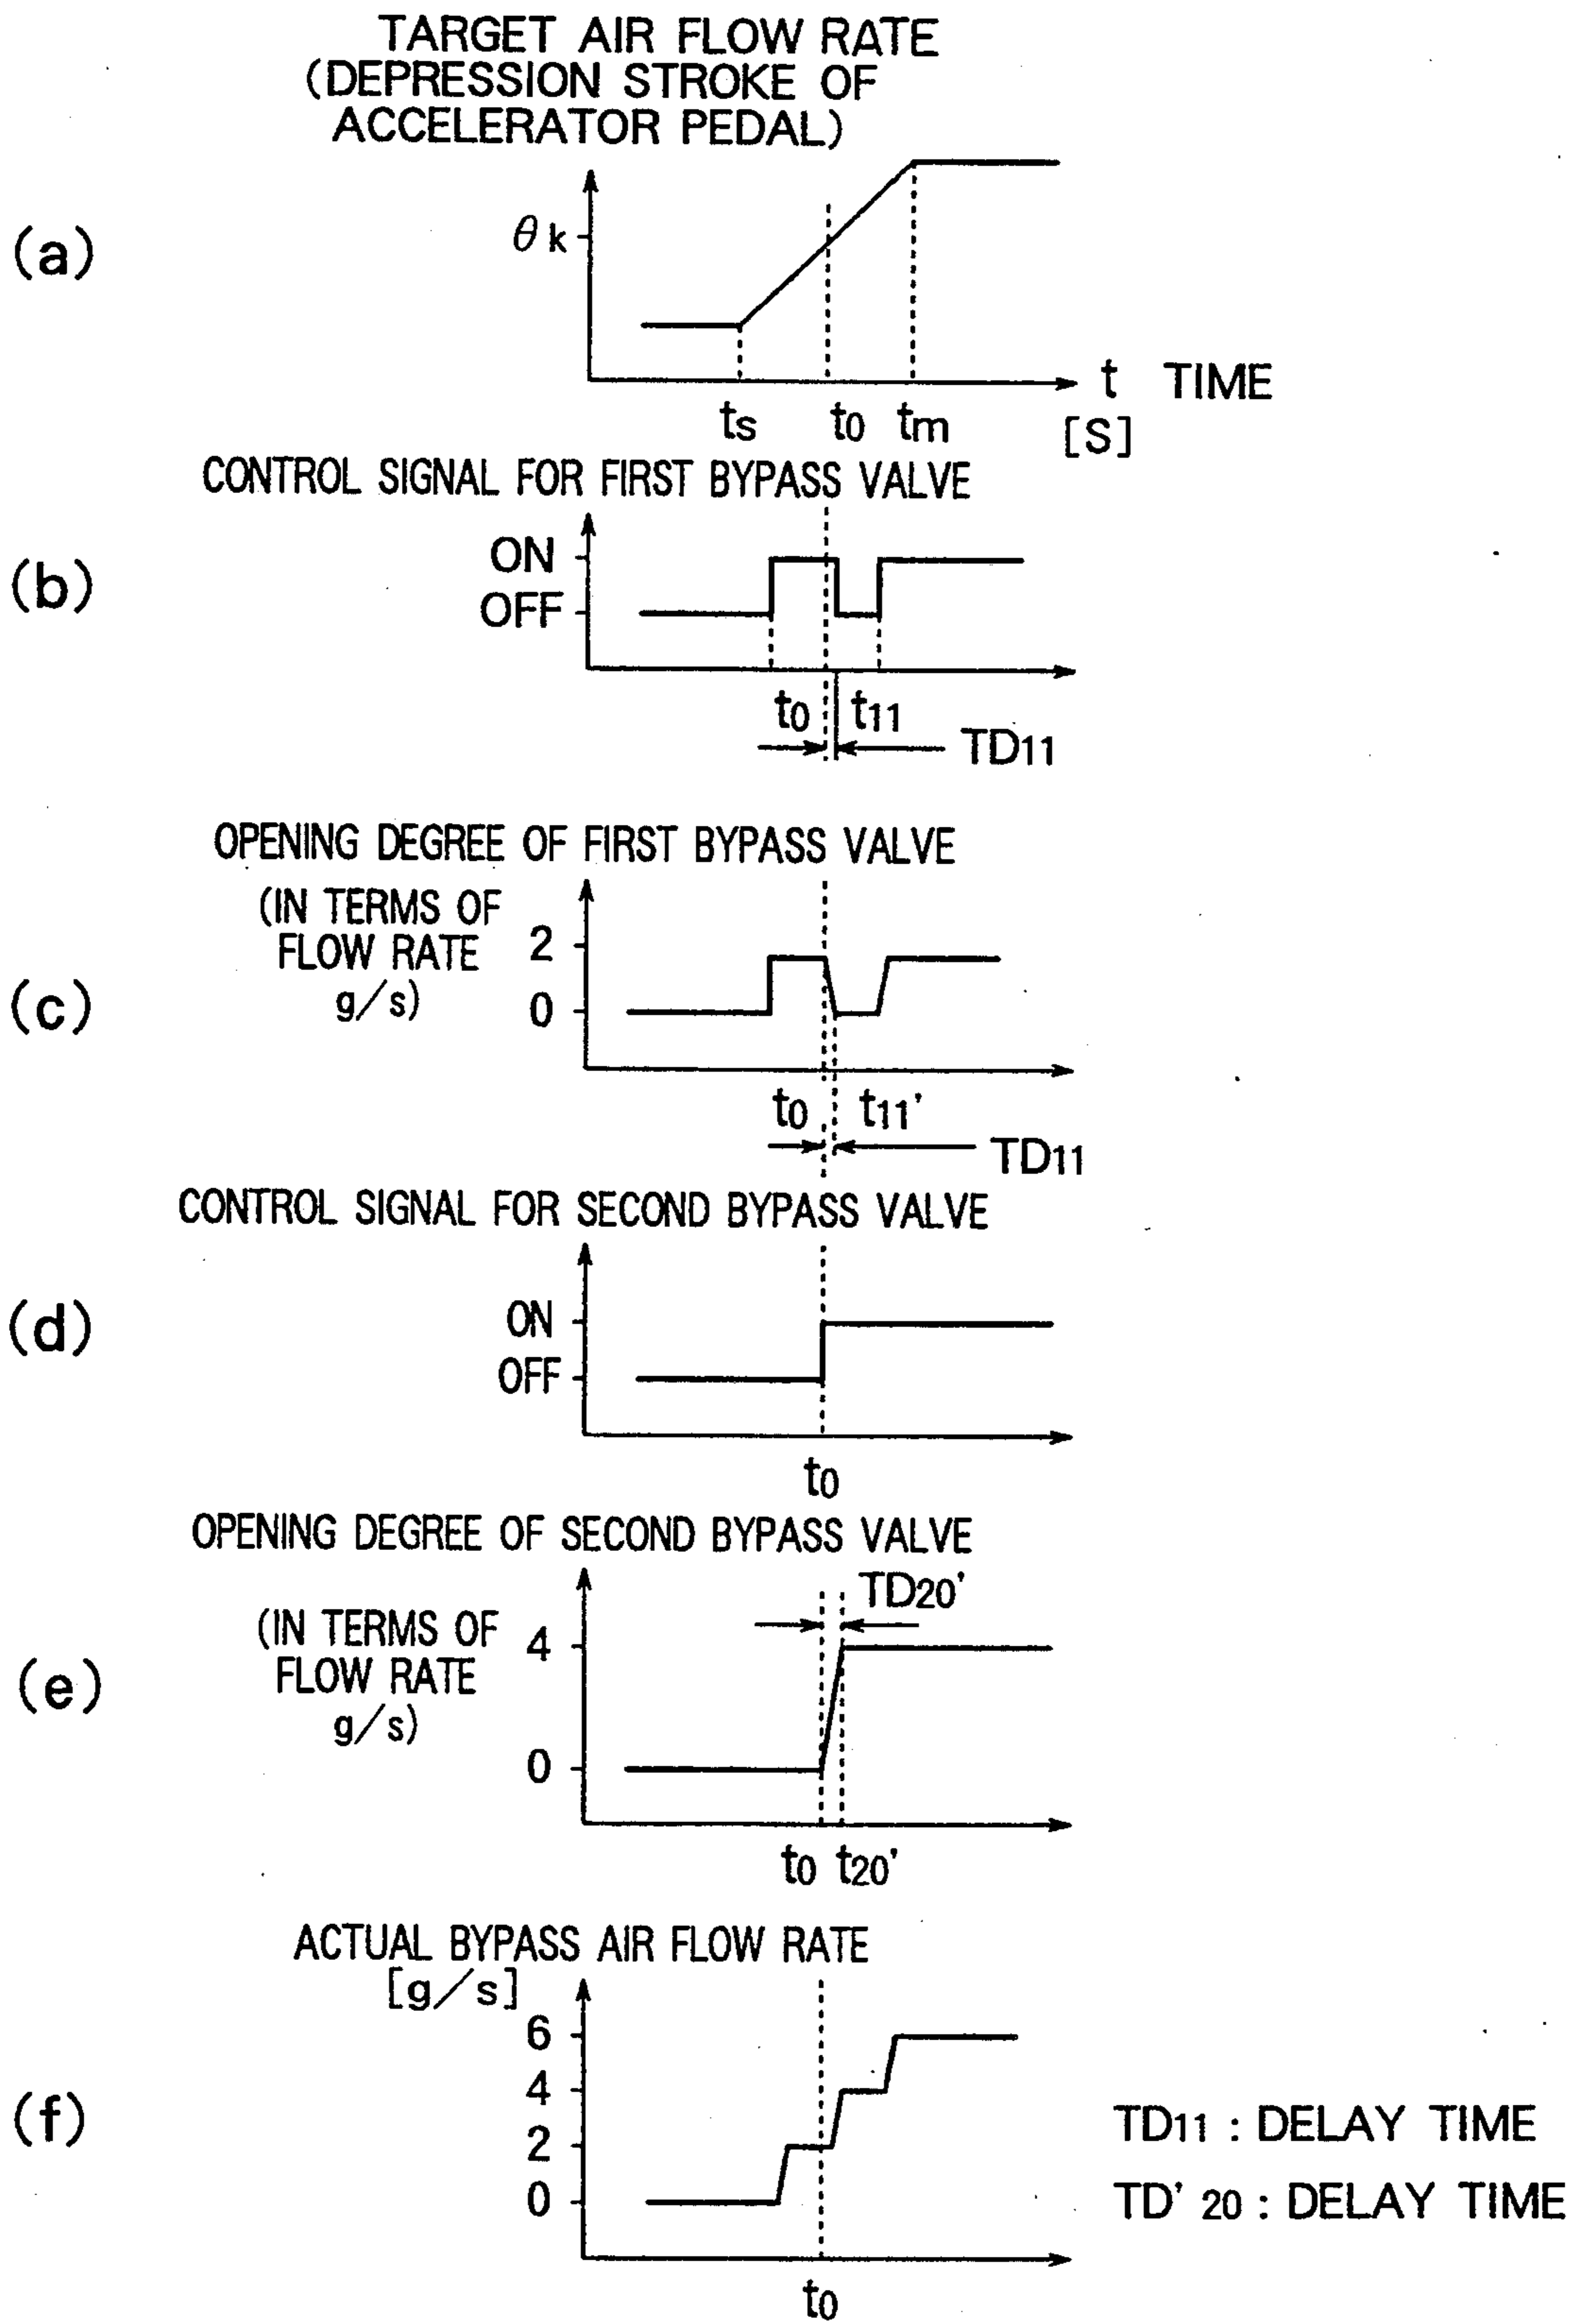 TARGET AIR FLOW RATE
(DEPRESSION STROKE OF
ACCELERATOR PEDAL)
(a)
θk
t TIME
ts t0 tm [S]
CONTROL SIGNAL FOR FIRST BYPASS VALVE
(b)
ON
OFF
t0 t11
TD11
OPENING DEGREE OF FIRST BYPASS VALVE
(IN TERMS OF
FLOW RATE
g/s)
(c)
2
0
t0 t11'
TD11
CONTROL SIGNAL FOR SECOND BYPASS VALVE
(d)
ON
OFF
t0
OPENING DEGREE OF SECOND BYPASS VALVE
TD20'
(IN TERMS OF
FLOW RATE
g/s)
(e)
4
0
t0 t20'
ACTUAL BYPASS AIR FLOW RATE
[g/s]
(f)
6
4
2
0
t0
TD11 : DELAY TIME
TD' 20 : DELAY TIME